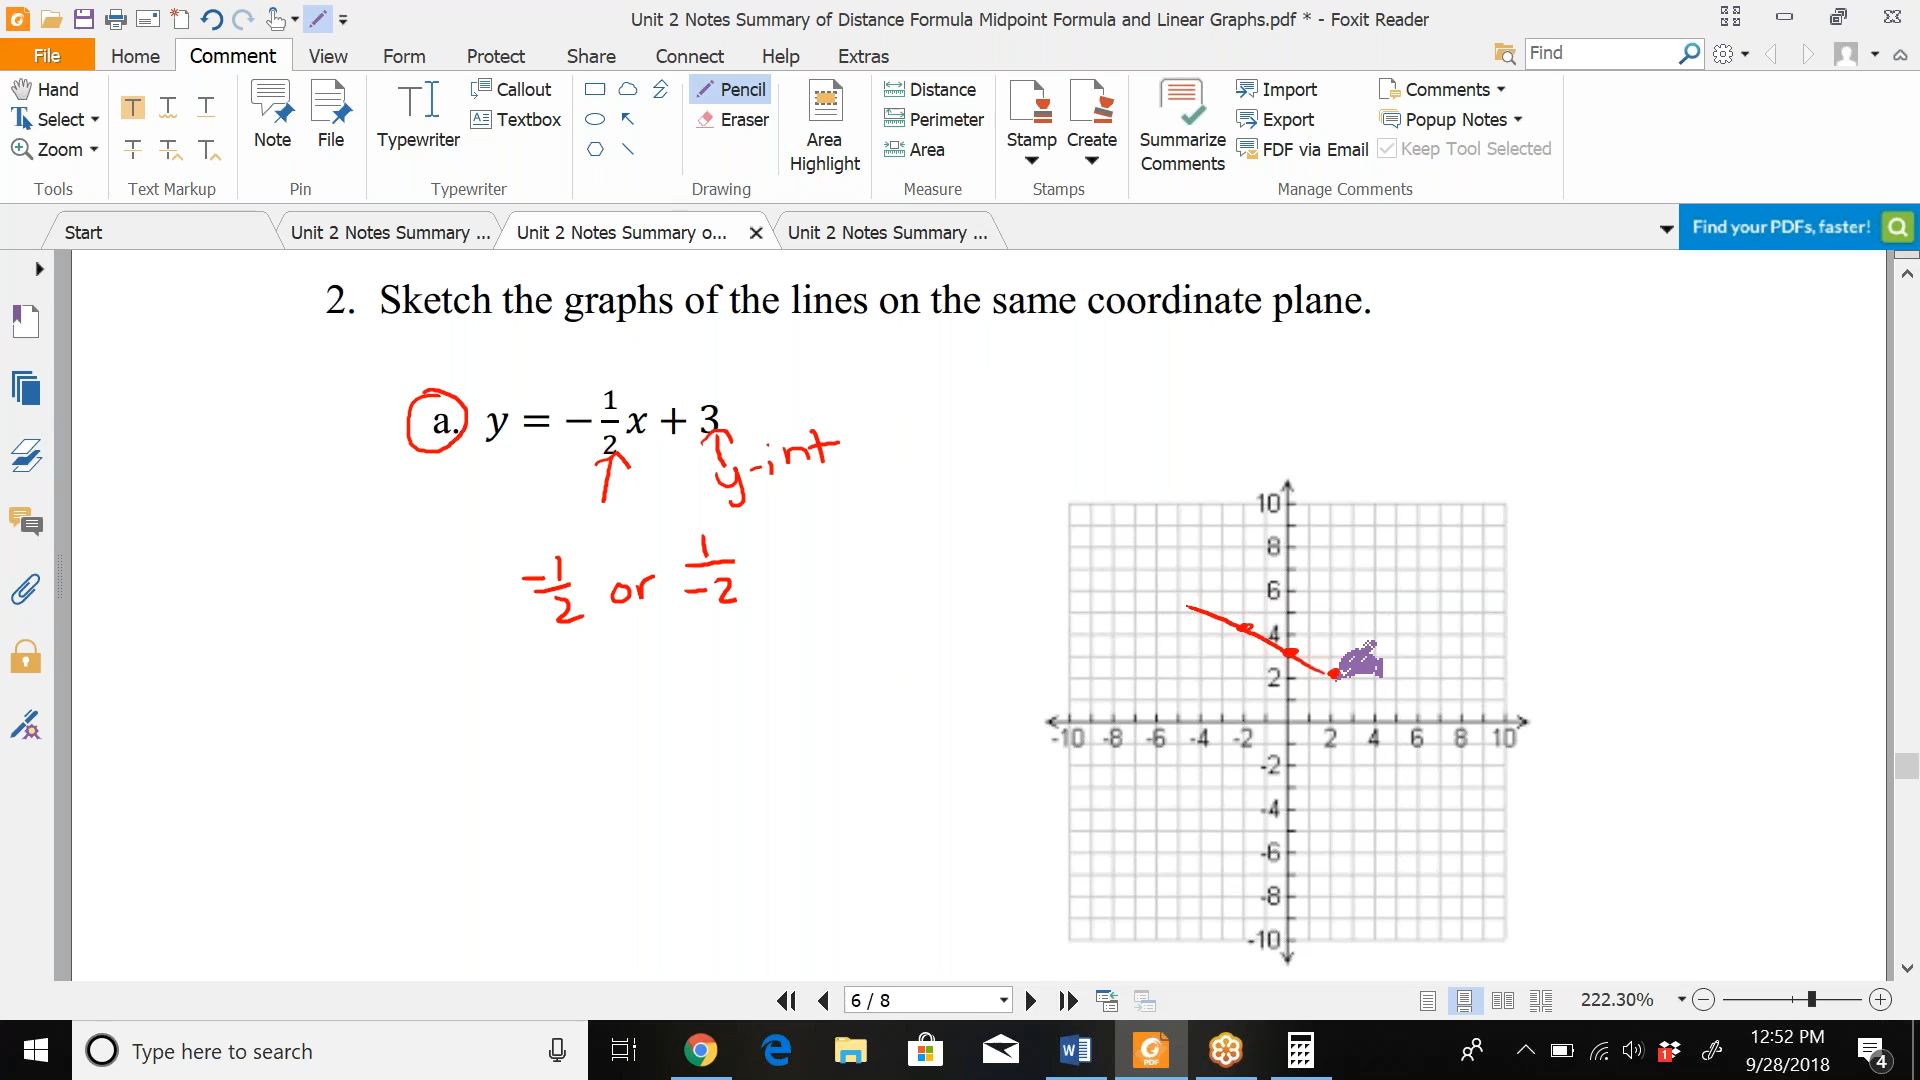 Unit 2 Notes Summary of Distance Formula Midpoint Formula and Linear Graphs.pdf * - Foxit Reader
File Home Comment View Form Protect Share Connect Help Extras Find
Hand
Select
Zoom
Tools
Text Markup
Note
File
Pin
Typewriter
Callout
Textbox
Typewriter
Pencil
Eraser
Drawing
Area
Highlight
Distance
Perimeter
Area
Measure
Stamp
Create
Stamps
Summarize
Comments
Import
Export
FDF via Email
Comments
Popup Notes
Keep Tool Selected
Manage Comments
Start
Unit 2 Notes Summary ...
Unit 2 Notes Summary o...
Unit 2 Notes Summary ...
Find your PDFs, faster!
2. Sketch the graphs of the lines on the same coordinate plane.
a. y = -1/2 x + 3
y-int
-1/2 or 1/-2
10
8
6
4
2
-10 -8 -6 -4 -2 2 4 6 8 10
-2
-4
-6
-8
-10
6 / 8
222.30%
Type here to search
12:52 PM
9/28/2018
4
1